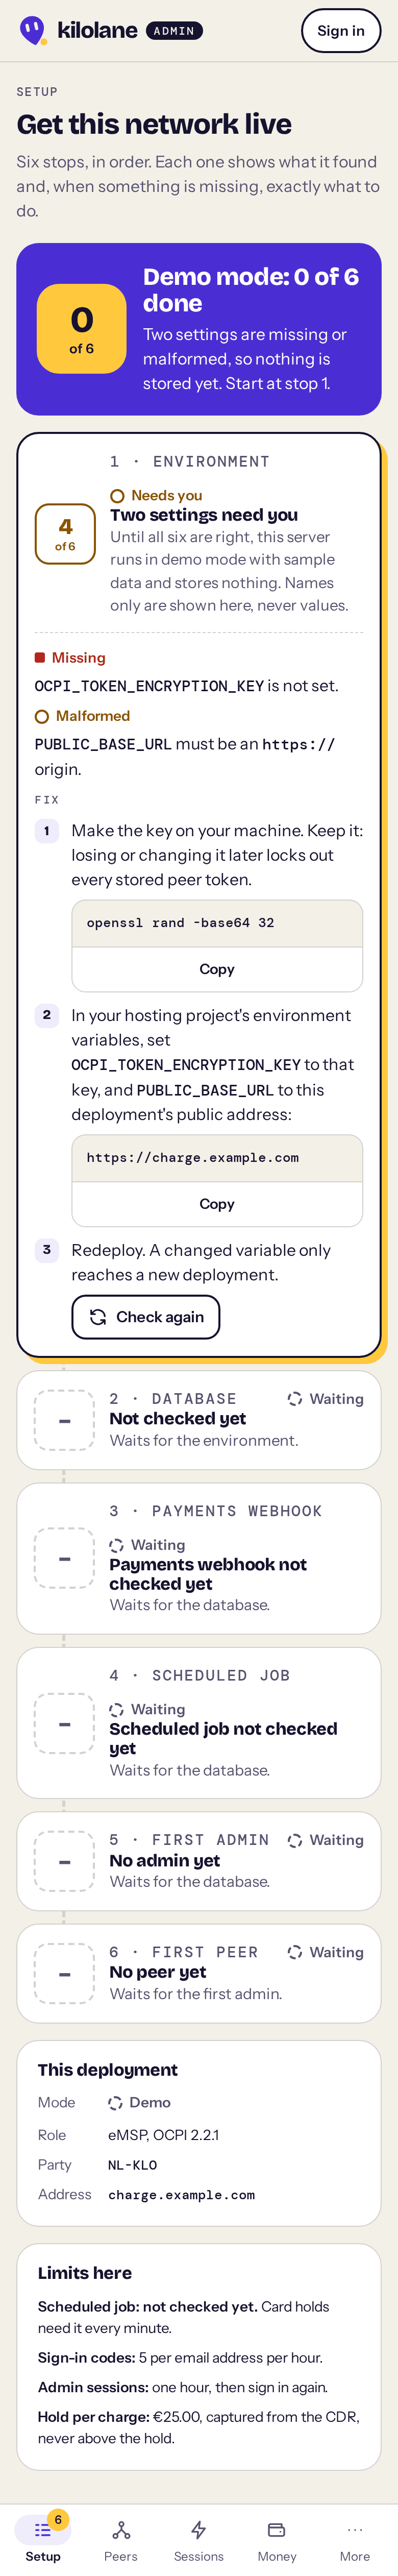 kilolane ADMIN Sign in
SETUP
Get this network live
Six stops, in order. Each one shows what it found
and, when something is missing, exactly what to
do.
0
of 6
Demo mode: 0 of 6
done
Two settings are missing or
malformed, so nothing is
stored yet. Start at stop 1.
1 · ENVIRONMENT
4
of 6
Needs you
Two settings need you
Until all six are right, this server
runs in demo mode with sample
data and stores nothing. Names
only are shown here, never values.
Missing
OCPI_TOKEN_ENCRYPTION_KEY is not set.
Malformed
PUBLIC_BASE_URL must be an https://
origin.
FIX
1 Make the key on your machine. Keep it:
losing or changing it later locks out
every stored peer token.
openssl rand -base64 32
Copy
2 In your hosting project's environment
variables, set
OCPI_TOKEN_ENCRYPTION_KEY to that
key, and PUBLIC_BASE_URL to this
deployment's public address:
https://charge.example.com
Copy
3 Redeploy. A changed variable only
reaches a new deployment.
Check again
– 2 · DATABASE Waiting
Not checked yet
Waits for the environment.
3 · PAYMENTS WEBHOOK
– Waiting
Payments webhook not
checked yet
Waits for the database.
4 · SCHEDULED JOB
– Waiting
Scheduled job not checked
yet
Waits for the database.
– 5 · FIRST ADMIN Waiting
No admin yet
Waits for the database.
– 6 · FIRST PEER Waiting
No peer yet
Waits for the first admin.
This deployment
Mode Demo
Role eMSP, OCPI 2.2.1
Party NL-KLO
Address charge.example.com
Limits here
Scheduled job: not checked yet. Card holds
need it every minute.
Sign-in codes: 5 per email address per hour.
Admin sessions: one hour, then sign in again.
Hold per charge: €25.00, captured from the CDR,
never above the hold.
6
Setup Peers Sessions Money More